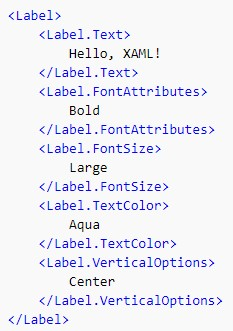 <Label>
    <Label.Text>
        Hello, XAML!
    </Label.Text>
    <Label.FontAttributes>
        Bold
    </Label.FontAttributes>
    <Label.FontSize>
        Large
    </Label.FontSize>
    <Label.TextColor>
        Aqua
    </Label.TextColor>
    <Label.VerticalOptions>
        Center
    </Label.VerticalOptions>
</Label>